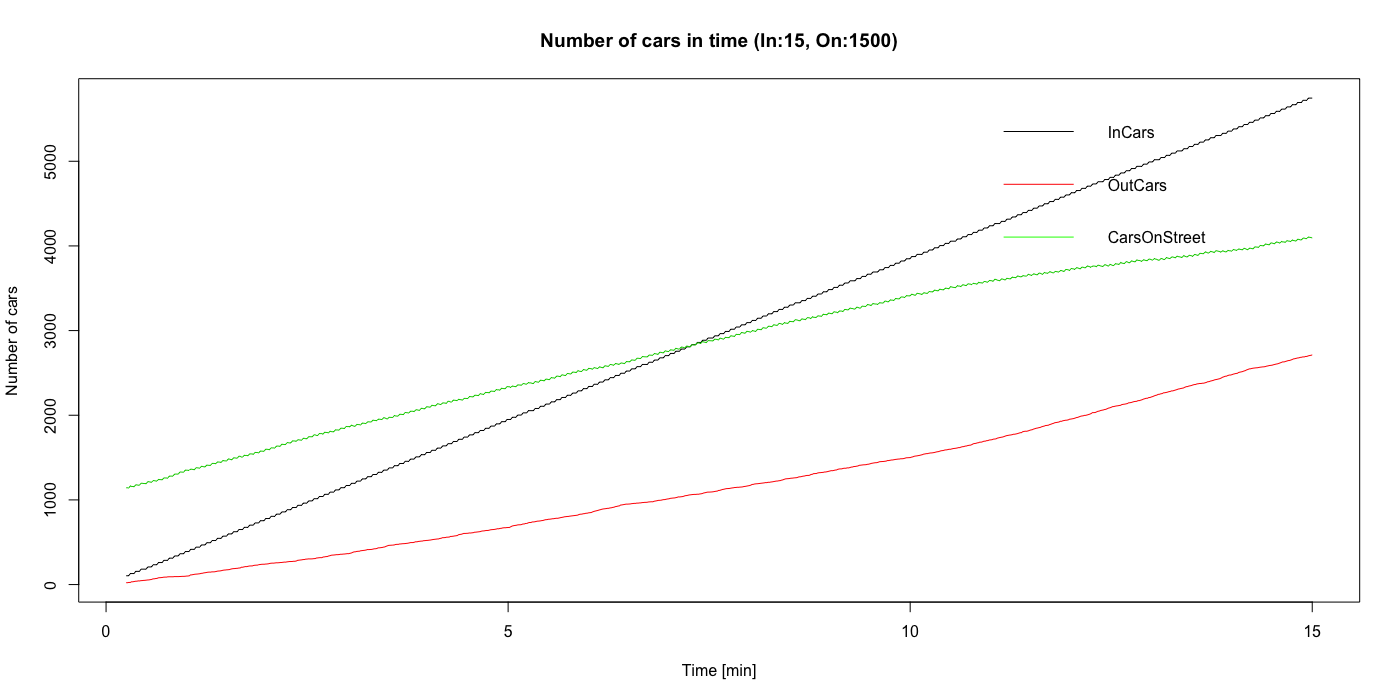 Number of cars in time (In:15, On:1500)
Number of cars
5000
4000
3000
2000
1000
0
InCars
OutCars
CarsOnStreet
0 5 10 15
Time [min]